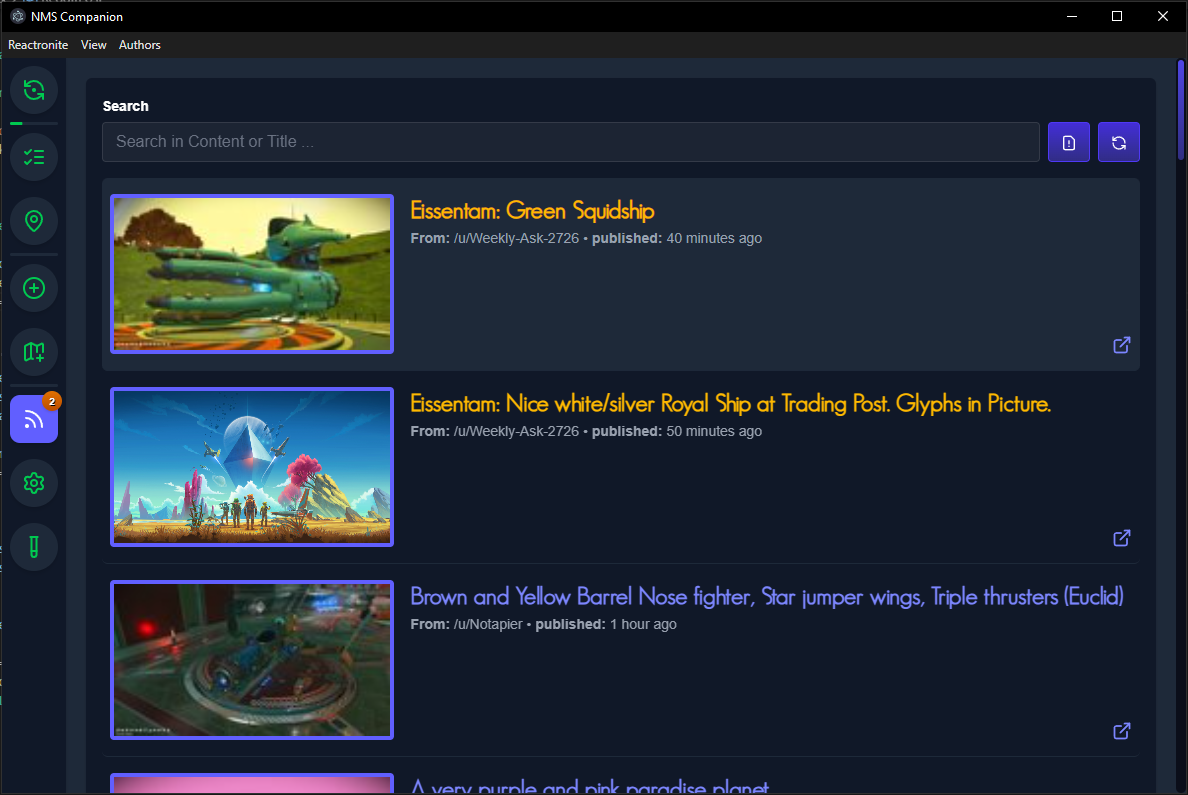 NMS Companion
Reactronite View Authors
Search
Search in Content or Title ...
Eissentam: Green Squidship
From: /u/Weekly-Ask-2726 • published: 40 minutes ago
2
Eissentam: Nice white/silver Royal Ship at Trading Post. Glyphs in Picture.
From: /u/Weekly-Ask-2726 • published: 50 minutes ago
Brown and Yellow Barrel Nose fighter, Star jumper wings, Triple thrusters (Euclid)
From: /u/Notapier • published: 1 hour ago
A very purple and pink paradise planet